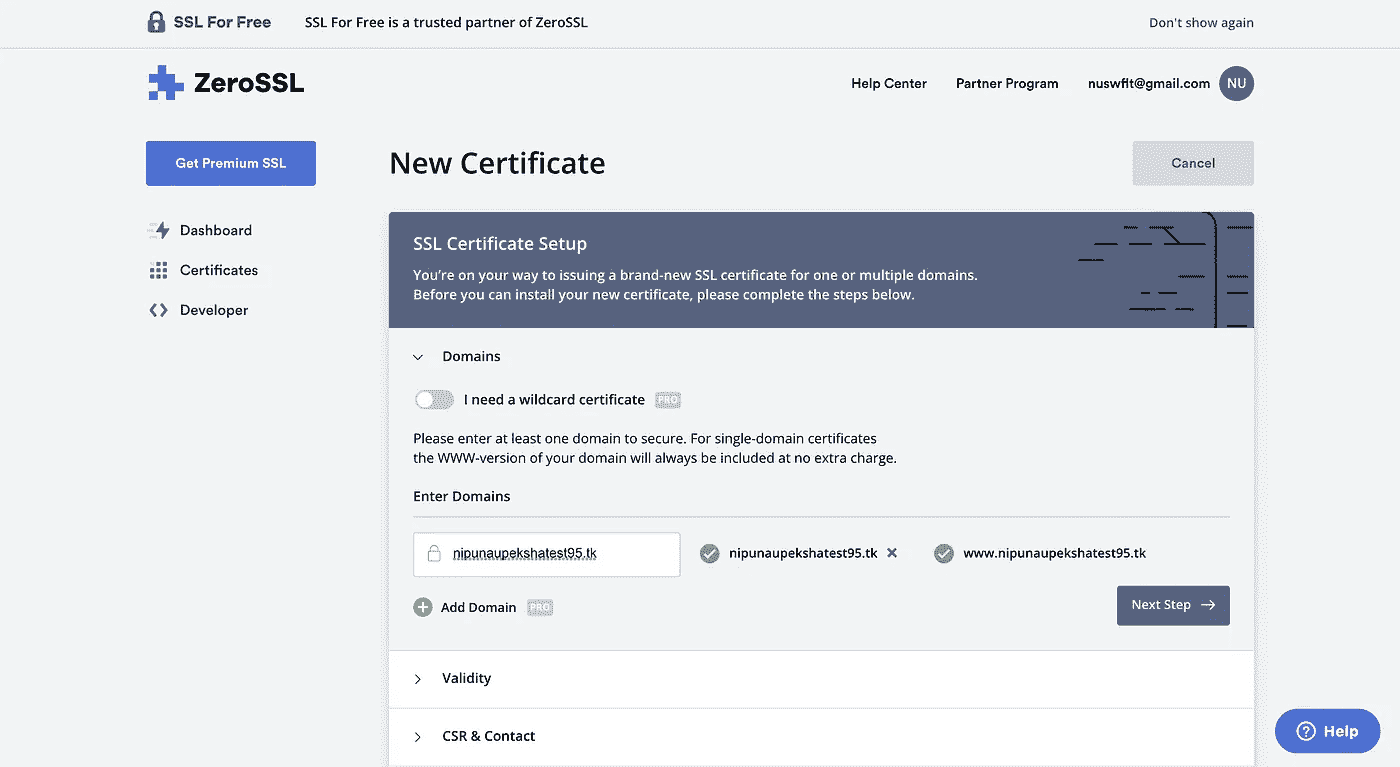 SSL For Free
SSL For Free is a trusted partner of ZeroSSL
Don't show again
ZeroSSL
Help Center
Partner Program
nuswflt@gmail.com
NU
Get Premium SSL
New Certificate
Cancel
Dashboard
Certificates
Developer
SSL Certificate Setup
You're on your way to issuing a brand-new SSL certificate for one or multiple domains.
Before you can install your new certificate, please complete the steps below.
Domains
I need a wildcard certificate
PRO
Please enter at least one domain to secure. For single-domain certificates
the WWW-version of your domain will always be included at no extra charge.
Enter Domains
nipunaupekshatest95.tk
nipunaupekshatest95.tk
www.nipunaupekshatest95.tk
Add Domain
PRO
Next Step
Validity
CSR & Contact
Help